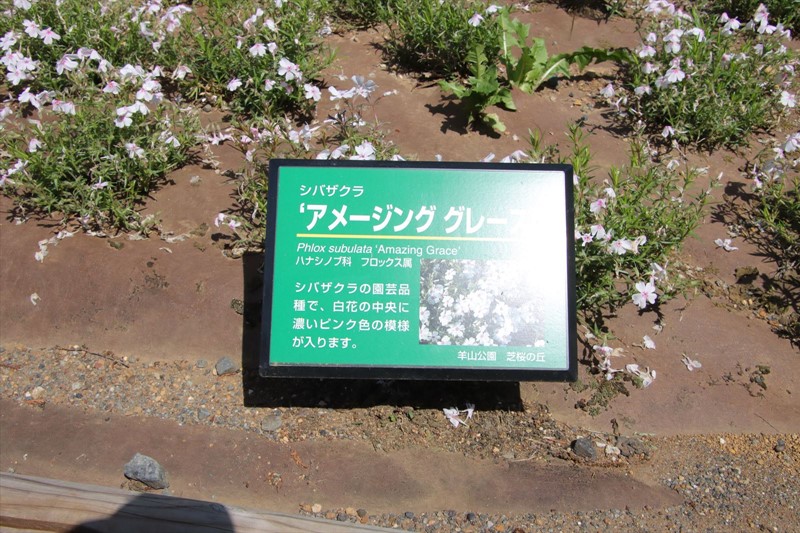 シバザクラ
‘アメージング グレース
Phlox subulata ‘Amazing Grace’
ハナシノブ科 フロックス属
シバザクラの園芸品
種で、白花の中央に
濃いピンク色の模様
が入ります。
羊山公園 芝桜の丘